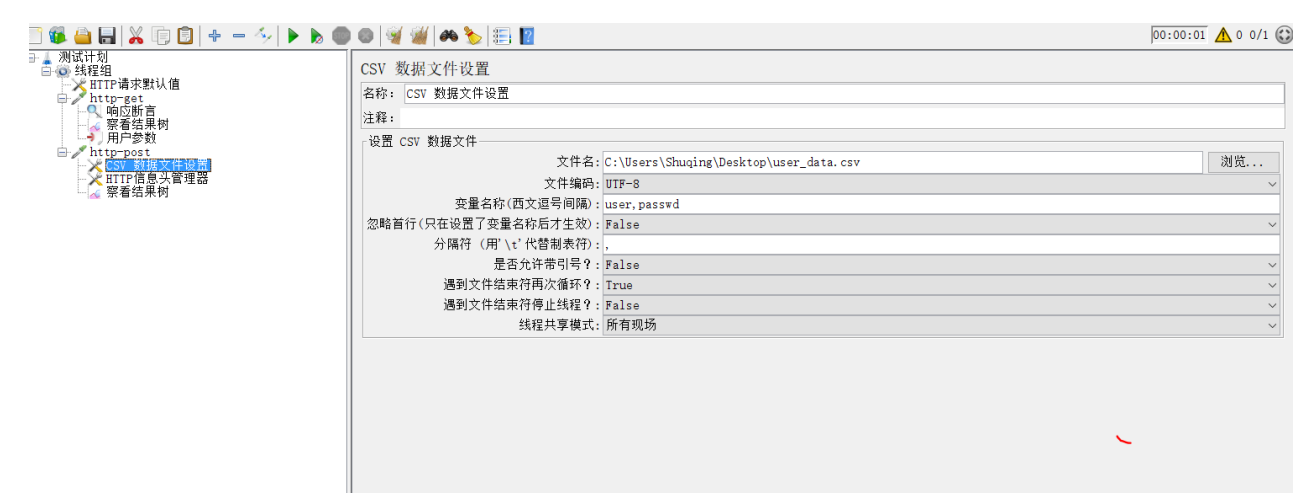 00:00:01 0 0/1
测试计划
线程组
HTTP请求默认值
http-get
响应断言
察看结果树
用户参数
http-post
CSV 数据文件设置
HTTP信息头管理器
察看结果树
CSV 数据文件设置
名称: CSV 数据文件设置
注释:
设置 CSV 数据文件
文件名: C:\Users\Shuqing\Desktop\user_data.csv 浏览...
文件编码: UTF-8
变量名称(西文逗号间隔): user,passwd
忽略首行(只在设置了变量名称后才生效): False
分隔符 (用'\t'代替制表符): ,
是否允许带引号?: False
遇到文件结束符再次循环?: True
遇到文件结束符停止线程?: False
线程共享模式: 所有现场